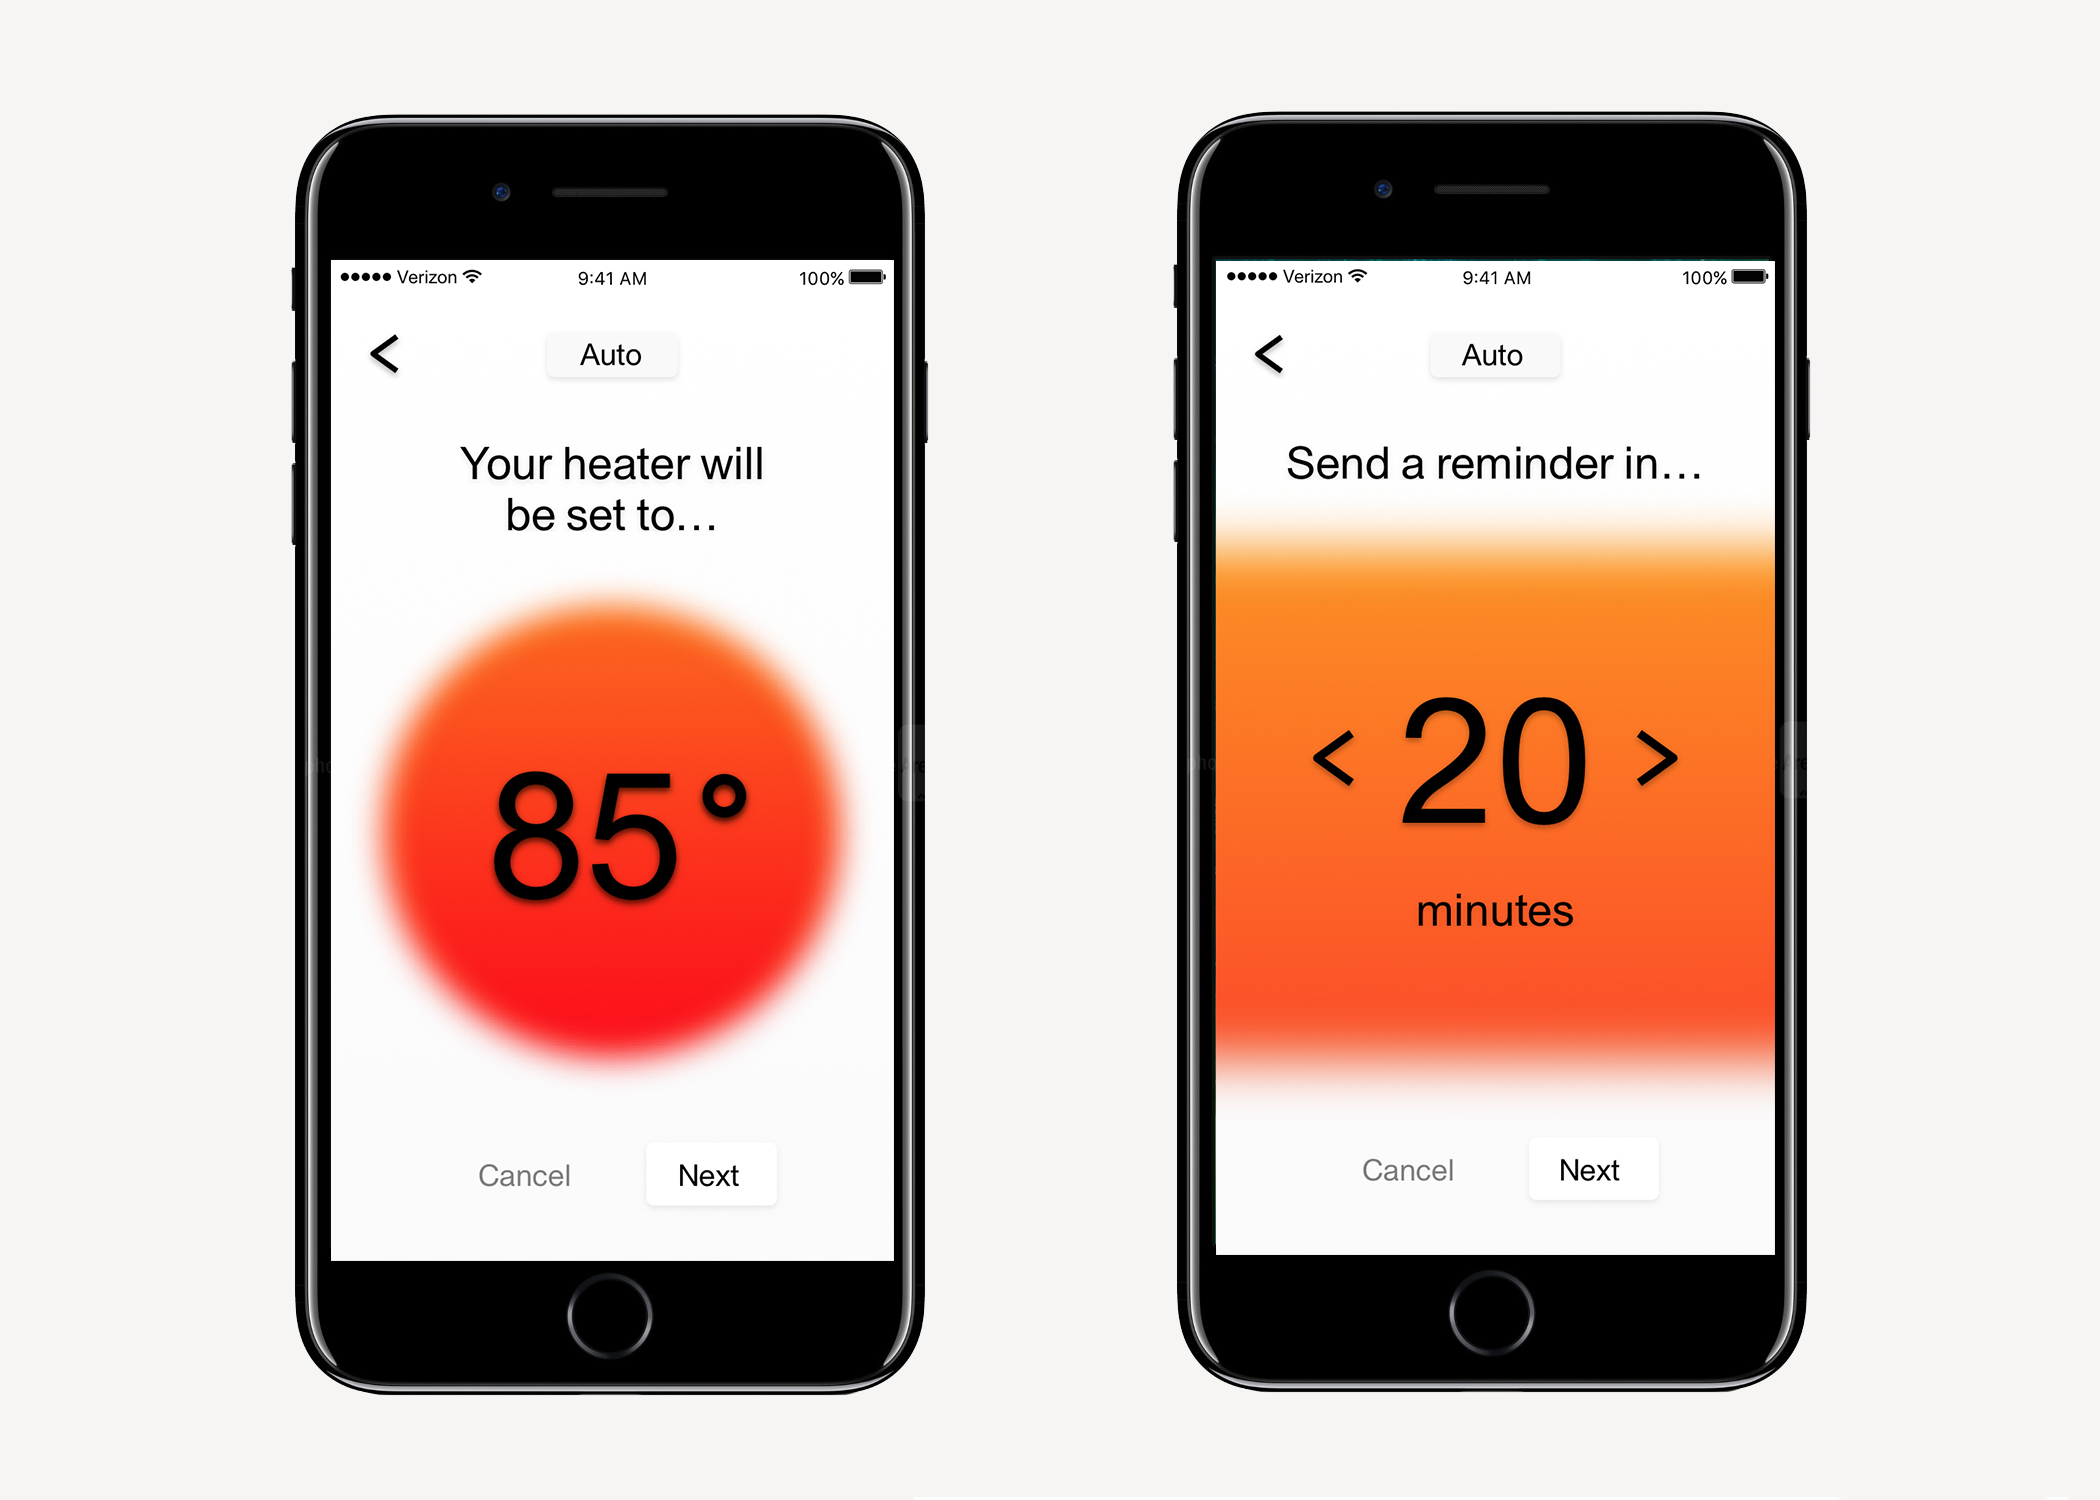 Verizon 9:41 AM 100%
Auto
Your heater will
be set to...
85°
Cancel Next
Verizon 9:41 AM 100%
Auto
Send a reminder in...
< 20 >
minutes
Cancel Next